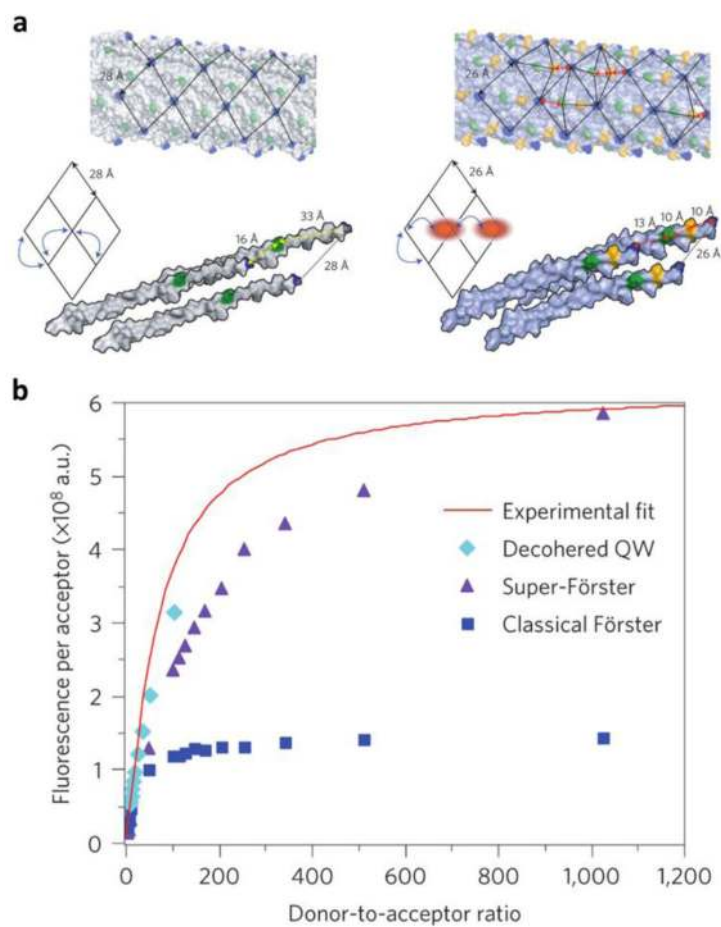 a
28 Å
26 Å
28 Å
26 Å
16 Å
33 Å
28 Å
13 Å
10 Å
10 Å
26 Å
b
Fluorescence per acceptor (×10⁸ a.u.)
6
5
4
3
2
1
0
Experimental fit
Decohered QW
Super-Förster
Classical Förster
0
200
400
600
800
1,000
1,200
Donor-to-acceptor ratio